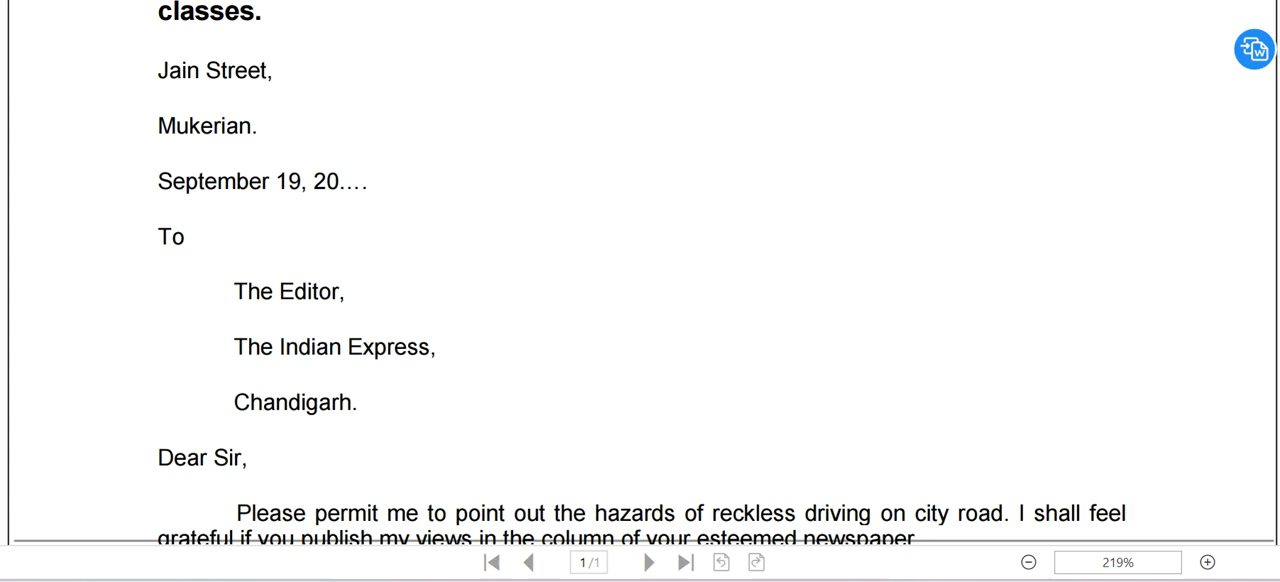 classes.
Jain Street,
Mukerian.
September 19, 20....
To
The Editor,
The Indian Express,
Chandigarh.
Dear Sir,
Please permit me to point out the hazards of reckless driving on city road. I shall feel
grateful if you publish my views in the column of your esteemed newspaper.
1/1
219%